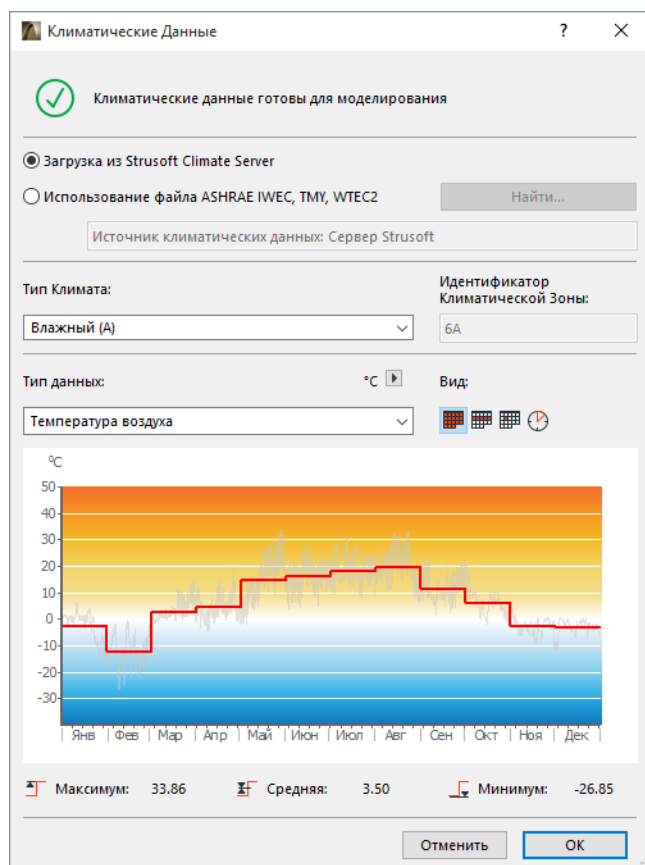 Климатические Данные ?
Климатические данные готовы для моделирования
Загрузка из Strusoft Climate Server
Использование файла ASHRAE IWEC, TMY, WTEC2 Найти...
Источник климатических данных: Сервер Strusoft
Тип Климата:
Идентификатор
Климатической Зоны:
Влажный (A) 6A
Тип данных: °C Вид:
Температура воздуха
°C
50
40
30
20
10
0
-10
-20
-30
Янв Фев Мар Апр Май Июн Июл Авг Сен Окт Ноя Дек
Максимум: 33.86 Средняя: 3.50 Минимум: -26.85
Отменить OK